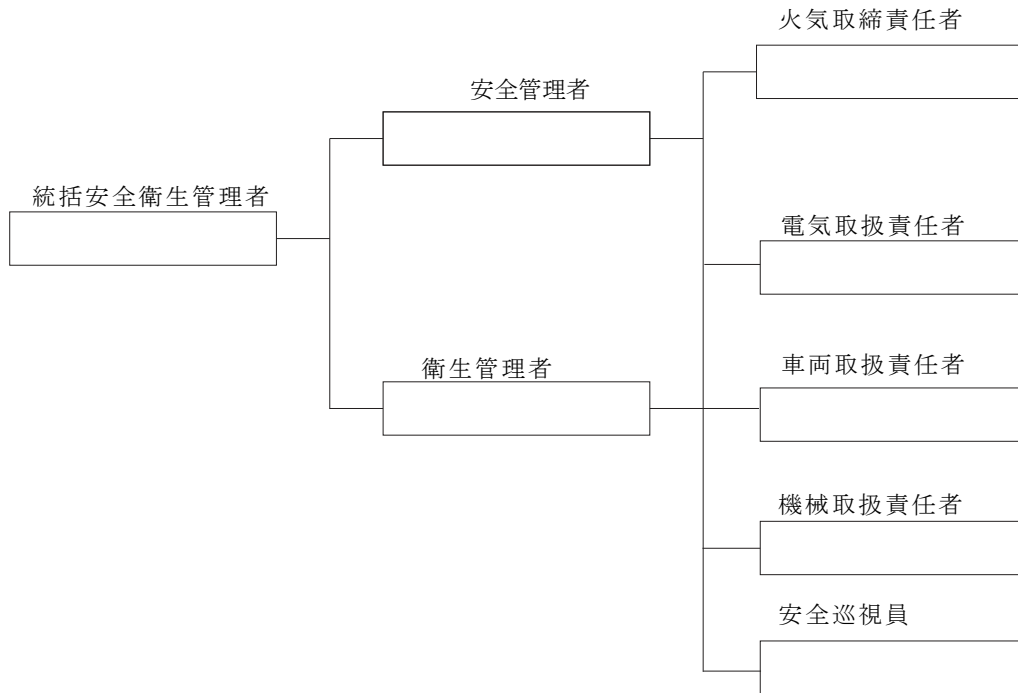 火気取締責任者
安全管理者
統括安全衛生管理者
電気取扱責任者
衛生管理者
車両取扱責任者
機械取扱責任者
安全巡視員